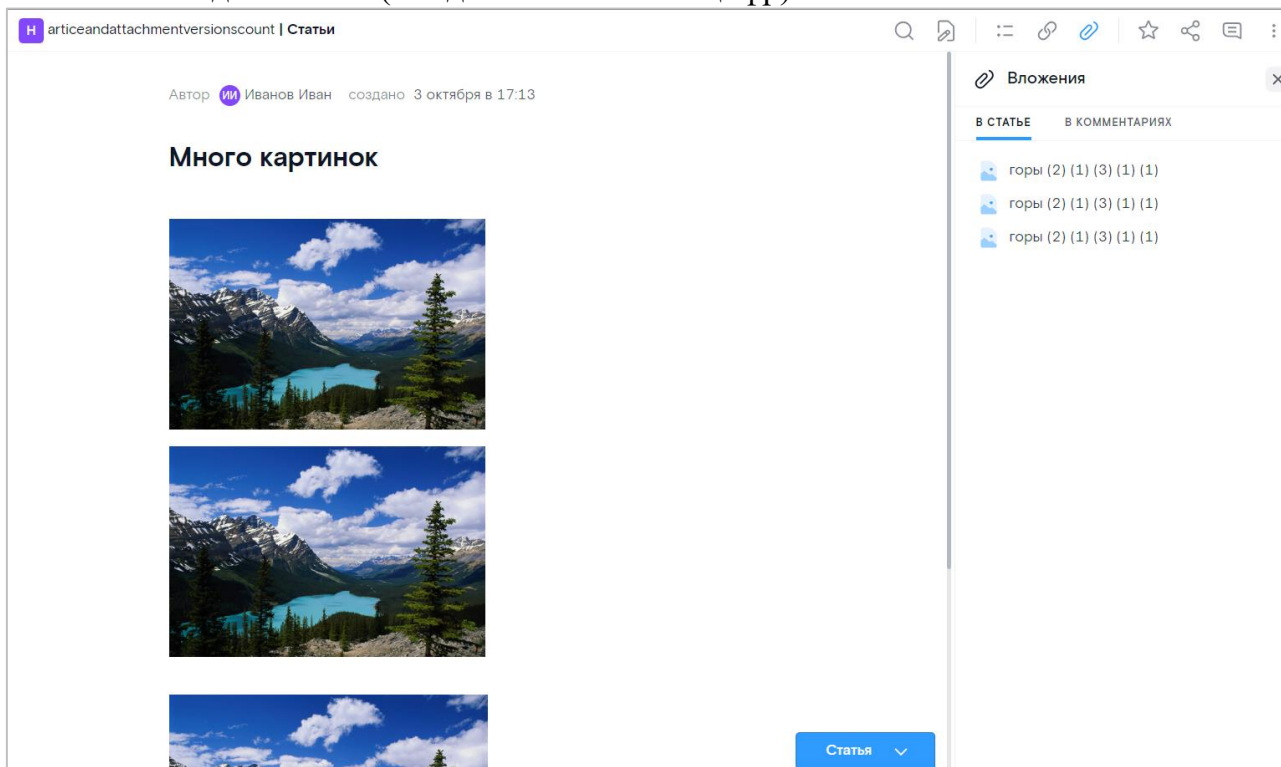 Н articeandattachmentversionscount | Статьи
Автор ИИ Иванов Иван создано 3 октября в 17:13
Много картинок
Статья
Вложения
В СТАТЬЕ В КОММЕНТАРИЯХ
горы (2) (1) (3) (1) (1)
горы (2) (1) (3) (1) (1)
горы (2) (1) (3) (1) (1)